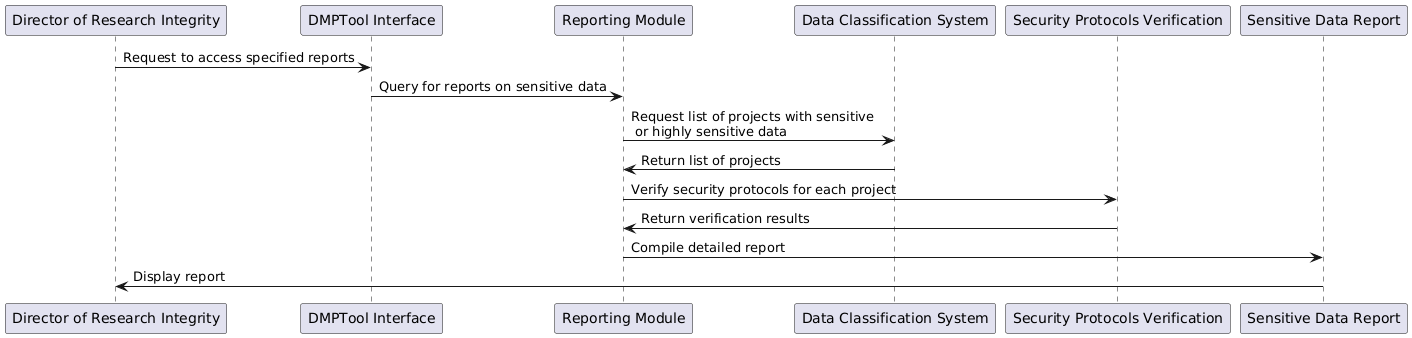 Director of Research Integrity
DMPTool Interface
Reporting Module
Data Classification System
Security Protocols Verification
Sensitive Data Report
Request to access specified reports
Query for reports on sensitive data
Request list of projects with sensitive
or highly sensitive data
Return list of projects
Verify security protocols for each project
Return verification results
Compile detailed report
Display report
Director of Research Integrity
DMPTool Interface
Reporting Module
Data Classification System
Security Protocols Verification
Sensitive Data Report